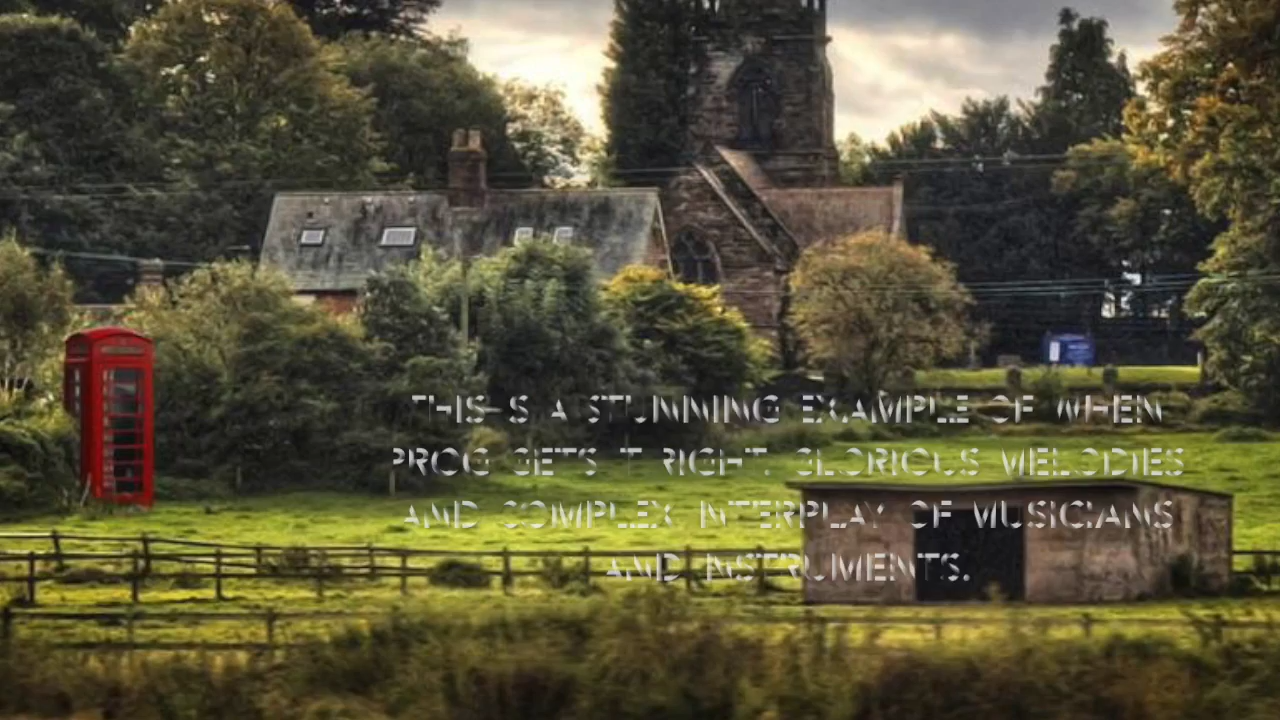 THIS IS A STUNNING EXAMPLE OF WHEN
PROG GETS IT RIGHT. GLORIOUS MELODIES
AND COMPLEX INTERPLAY OF MUSICIANS
AND INSTRUMENTS.